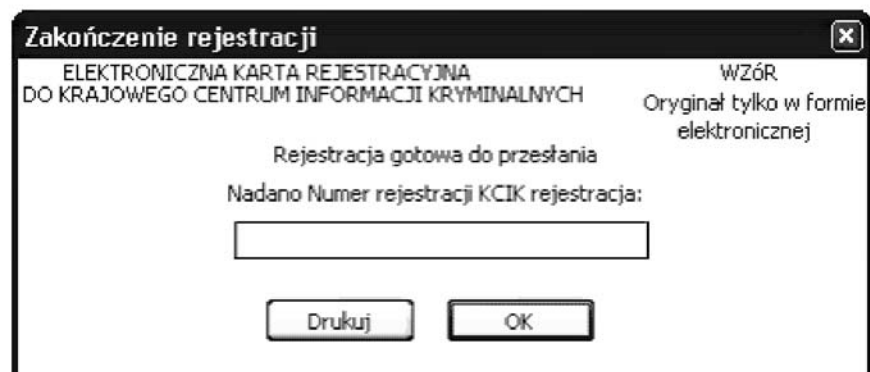 Zakończenie rejestracji
ELEKTRONICZNA KARTA REJESTRACYJNA
DO KRAJOWEGO CENTRUM INFORMACJI KRYMINALNYCH
WZóR
Oryginał tylko w formie
elektronicznej
Rejestracja gotowa do przesłania
Nadano Numer rejestracji KCIK rejestracja:
Drukuj OK